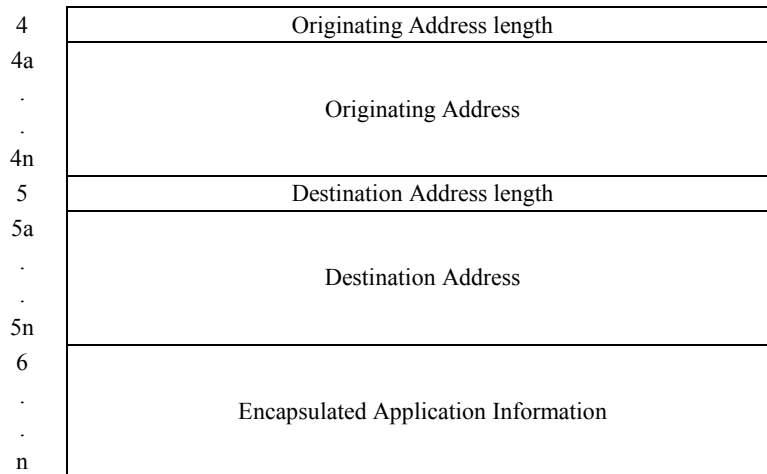 4 Originating Address length
4a
.
Originating Address
.
4n
5 Destination Address length
5a
.
Destination Address
.
5n
6
.
Encapsulated Application Information
.
n